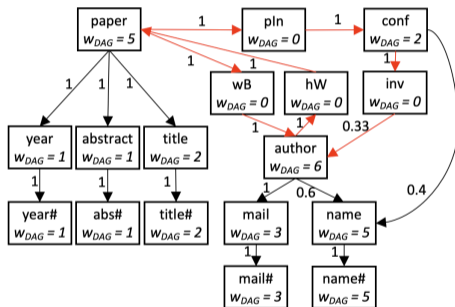 paper
w_DAG = 5
1
pIn
w_DAG = 0
1
conf
w_DAG = 2
1
1
1
wB
w_DAG = 0
hW
w_DAG = 0
inv
w_DAG = 0
1
1
1
1
1
0.33
year
w_DAG = 1
abstract
w_DAG = 1
title
w_DAG = 2
author
w_DAG = 6
1
1
1
1
0.6
0.4
year#
w_DAG = 1
abs#
w_DAG = 1
title#
w_DAG = 2
mail
w_DAG = 3
name
w_DAG = 5
1
1
mail#
w_DAG = 3
name#
w_DAG = 5